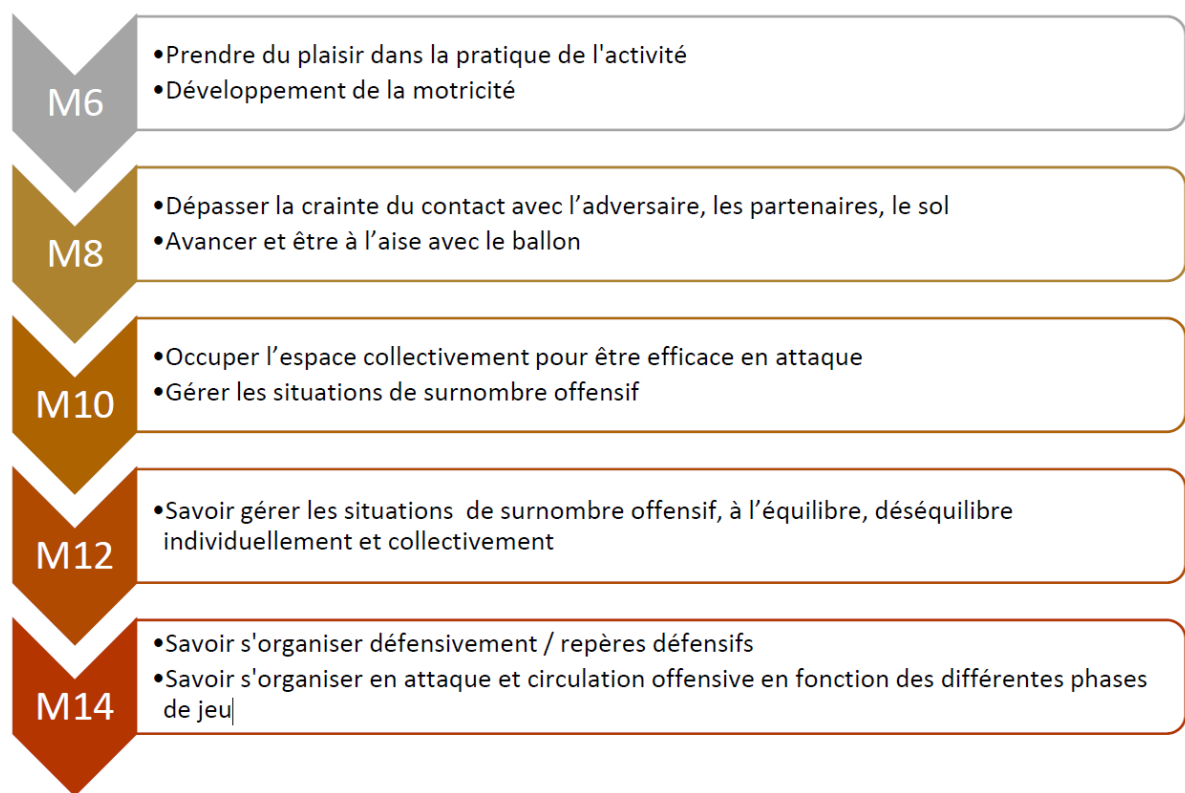 M6
•Prendre du plaisir dans la pratique de l'activité
•Développement de la motricité
M8
•Dépasser la crainte du contact avec l’adversaire, les partenaires, le sol
•Avancer et être à l’aise avec le ballon
M10
•Occuper l’espace collectivement pour être efficace en attaque
•Gérer les situations de surnombre offensif
M12
•Savoir gérer les situations  de surnombre offensif, à l’équilibre, déséquilibre
individuellement et collectivement
M14
•Savoir s'organiser défensivement / repères défensifs
•Savoir s'organiser en attaque et circulation offensive en fonction des différentes phases
de jeu